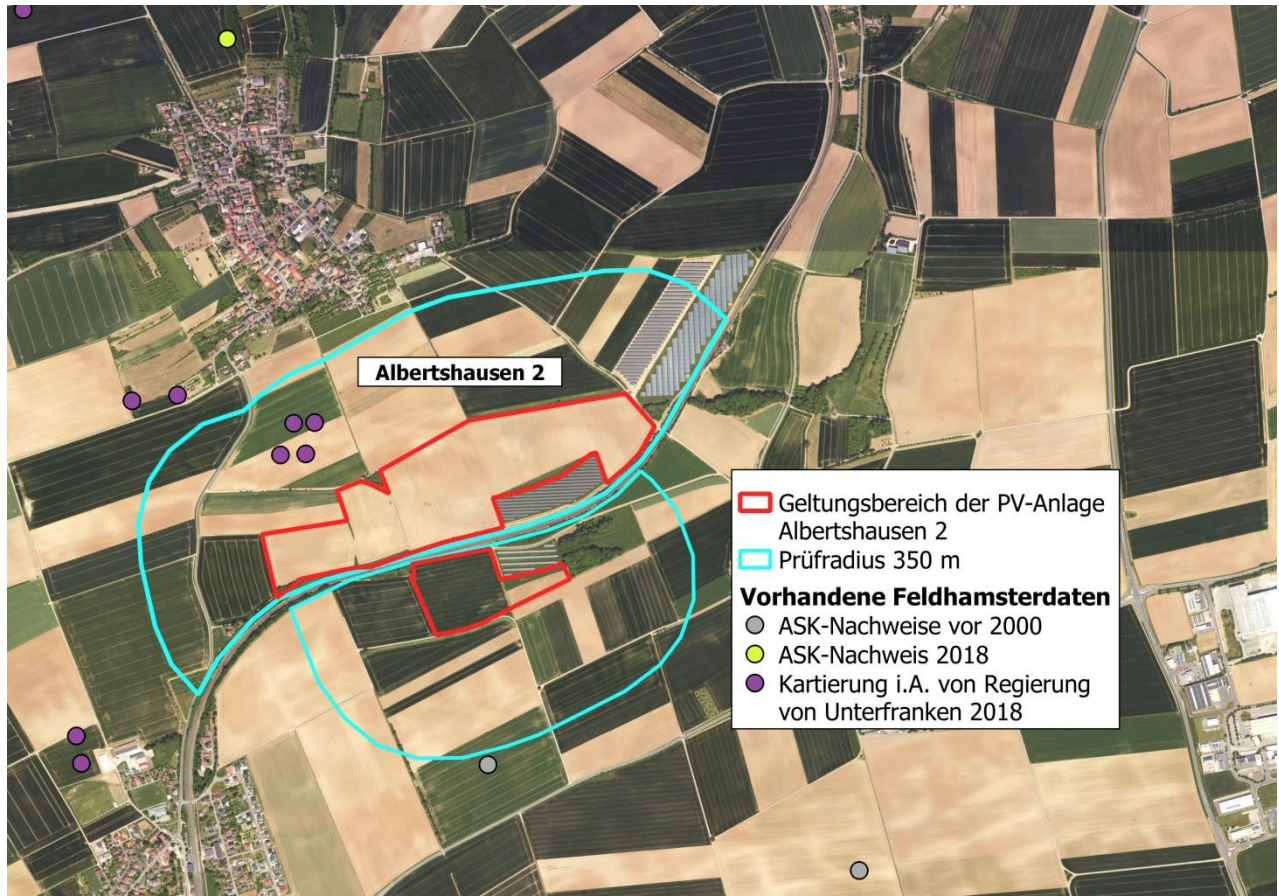 Albertshausen 2
Geltungsbereich der PV-Anlage
Albertshausen 2
Prüfradius 350 m
Vorhandene Feldhamsterdaten
ASK-Nachweise vor 2000
ASK-Nachweis 2018
Kartierung i.A. von Regierung
von Unterfranken 2018